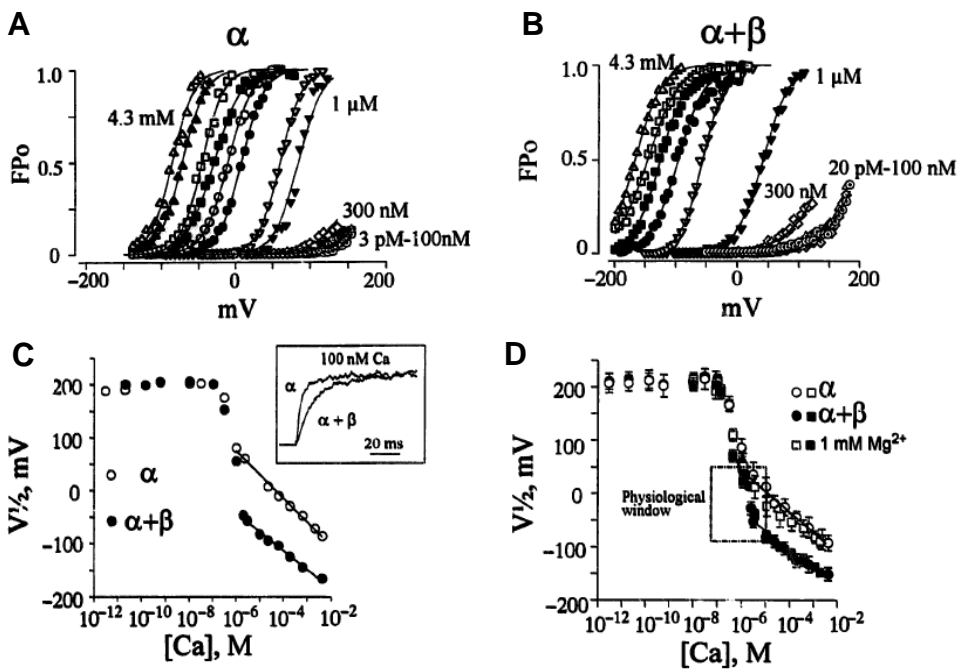 A
α
FPo
1.0
0.5
0
4.3 mM
1 μM
300 nM
3 pM-100nM
−200
0
200
mV
B
α+β
FPo
1.0
0.5
0
4.3 mM
1 μM
20 pM-100 nM
300 nM
−200
0
200
mV
C
V½, mV
200
100
0
−100
−200
100 nM Ca
α
α + β
20 ms
α
α+β
10⁻¹² 10⁻¹⁰ 10⁻⁸ 10⁻⁶ 10⁻⁴ 10⁻²
[Ca], M
D
V½, mV
200
100
0
−100
−200
α
α+β
1 mM Mg²⁺
Physiological
window
10⁻¹² 10⁻¹⁰ 10⁻⁸ 10⁻⁶ 10⁻⁴ 10⁻²
[Ca], M